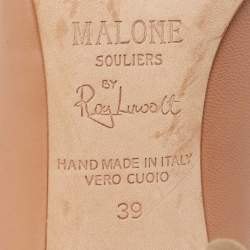 MALONE
SOULIERS
BY
Roy Luwolt
HAND MADE IN ITALY
VERO CUOIO
39